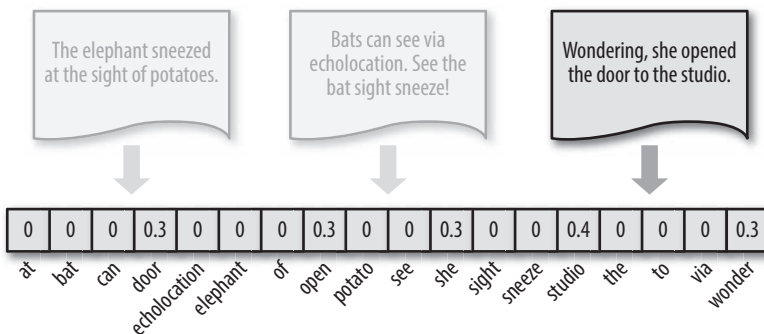 The elephant sneezed
at the sight of potatoes.
Bats can see via
echolocation. See the
bat sight sneeze!
Wondering, she opened
the door to the studio.
0 0 0 0.3 0 0 0 0.3 0 0 0.3 0 0 0.4 0 0 0 0.3
at bat can door echolocation elephant of open potato see she sight sneeze studio the to via wonder